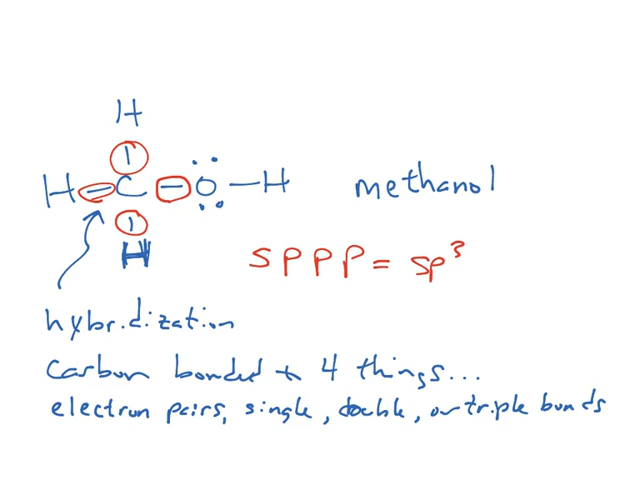 H
H-C-O-H methanol
H
SPPP = sp³
hybridization
carbon bonded to 4 things...
electron pairs, single, double, or triple bonds